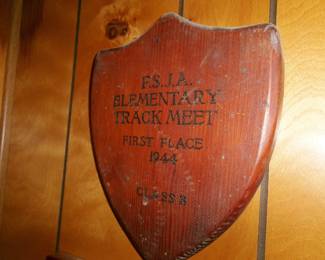 F.S.J.A.
ELEMENTARY
TRACK MEET
FIRST PLACE
1944
CLASS B